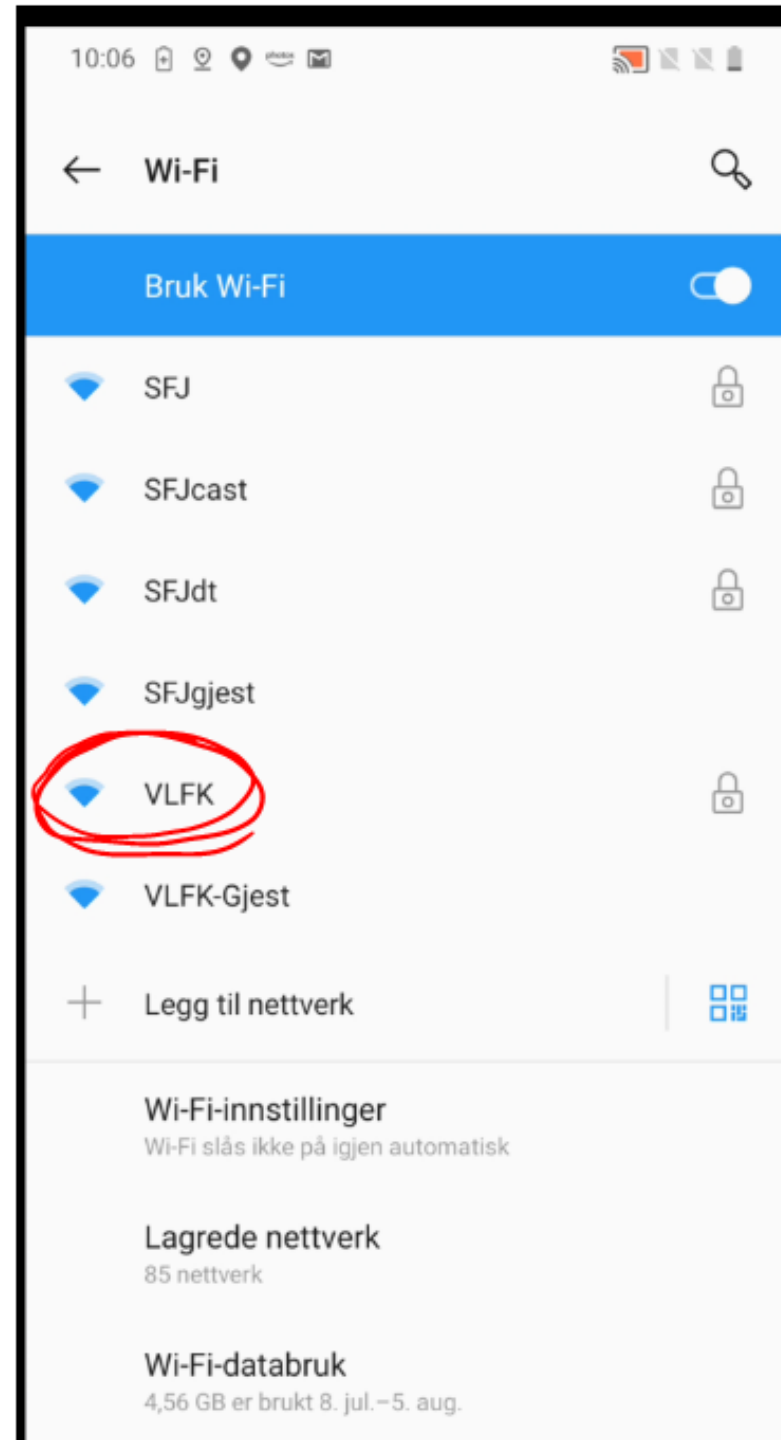 10:06
Wi-Fi
Bruk Wi-Fi
SFJ
SFJcast
SFJdt
SFJgjest
VLFK
VLFK-Gjest
Legg til nettverk
Wi-Fi-innstillinger
Wi-Fi slås ikke på igjen automatisk
Lagrede nettverk
85 nettverk
Wi-Fi-databruk
4,56 GB er brukt 8. jul.–5. aug.